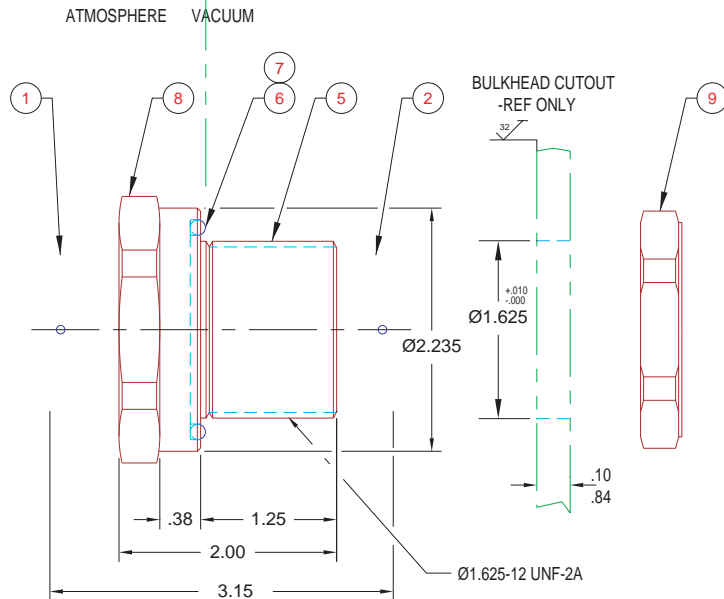 ATMOSPHERE VACUUM
7
1 8 6 5 2 9
BULKHEAD CUTOUT
-REF ONLY
32
+.010
-.000
Ø1.625
Ø2.235
.10
.84
.38 1.25
2.00
Ø1.625-12 UNF-2A
3.15